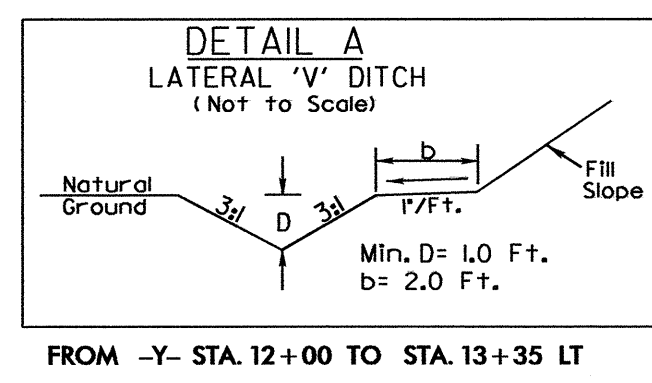 DETAIL A
LATERAL 'V' DITCH
(Not to Scale)
b
Natural
Ground
3:1
D
3:1
1"/Ft.
Fill
Slope
Min. D= 1.0 Ft.
b= 2.0 Ft.
FROM -Y- STA. 12+00 TO STA. 13+35 LT